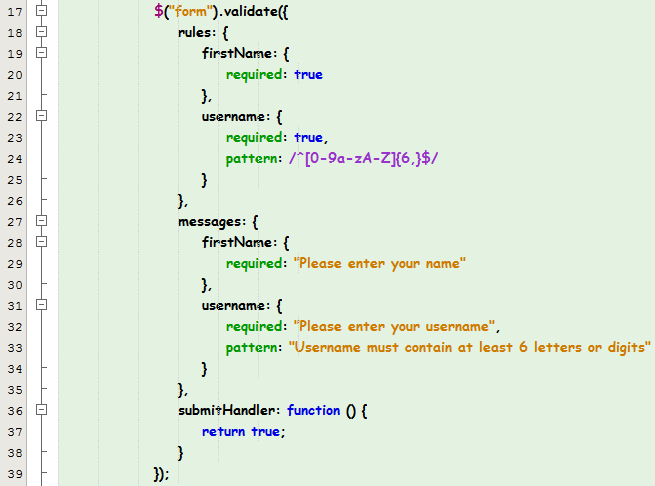 17 $("form").validate({
18 rules: {
19 firstName: {
20 required: true
21 },
22 username: {
23 required: true,
24 pattern: /^[0-9a-zA-Z]{6,}$/
25 }
26 },
27 messages: {
28 firstName: {
29 required: "Please enter your name"
30 },
31 username: {
32 required: "Please enter your username",
33 pattern: "Username must contain at least 6 letters or digits"
34 }
35 },
36 submitHandler: function () {
37 return true;
38 }
39 });